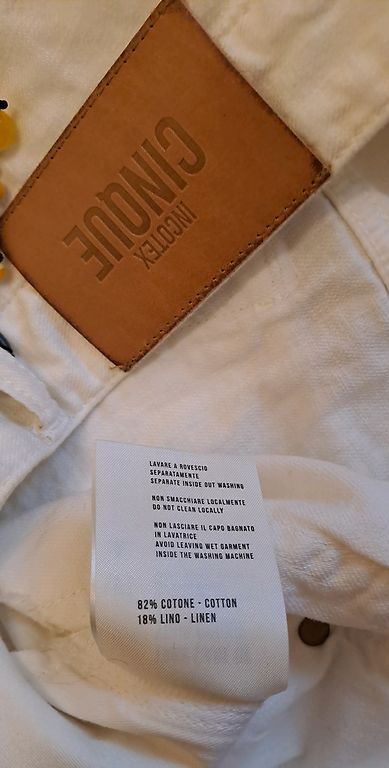 CINQUE
INCOTEX
LAVARE A ROVESCIO
SEPARATAMENTE
SEPARATE INSIDE OUT WASHING
NON SMACCHIARE LOCALMENTE
DO NOT CLEAN LOCALLY
NON LASCIARE IL CAPO BAGNATO
IN LAVATRICE
AVOID LEAVING WET GARMENT
INSIDE THE WASHING MACHINE
82% COTONE - COTTON
18% LINO - LINEN